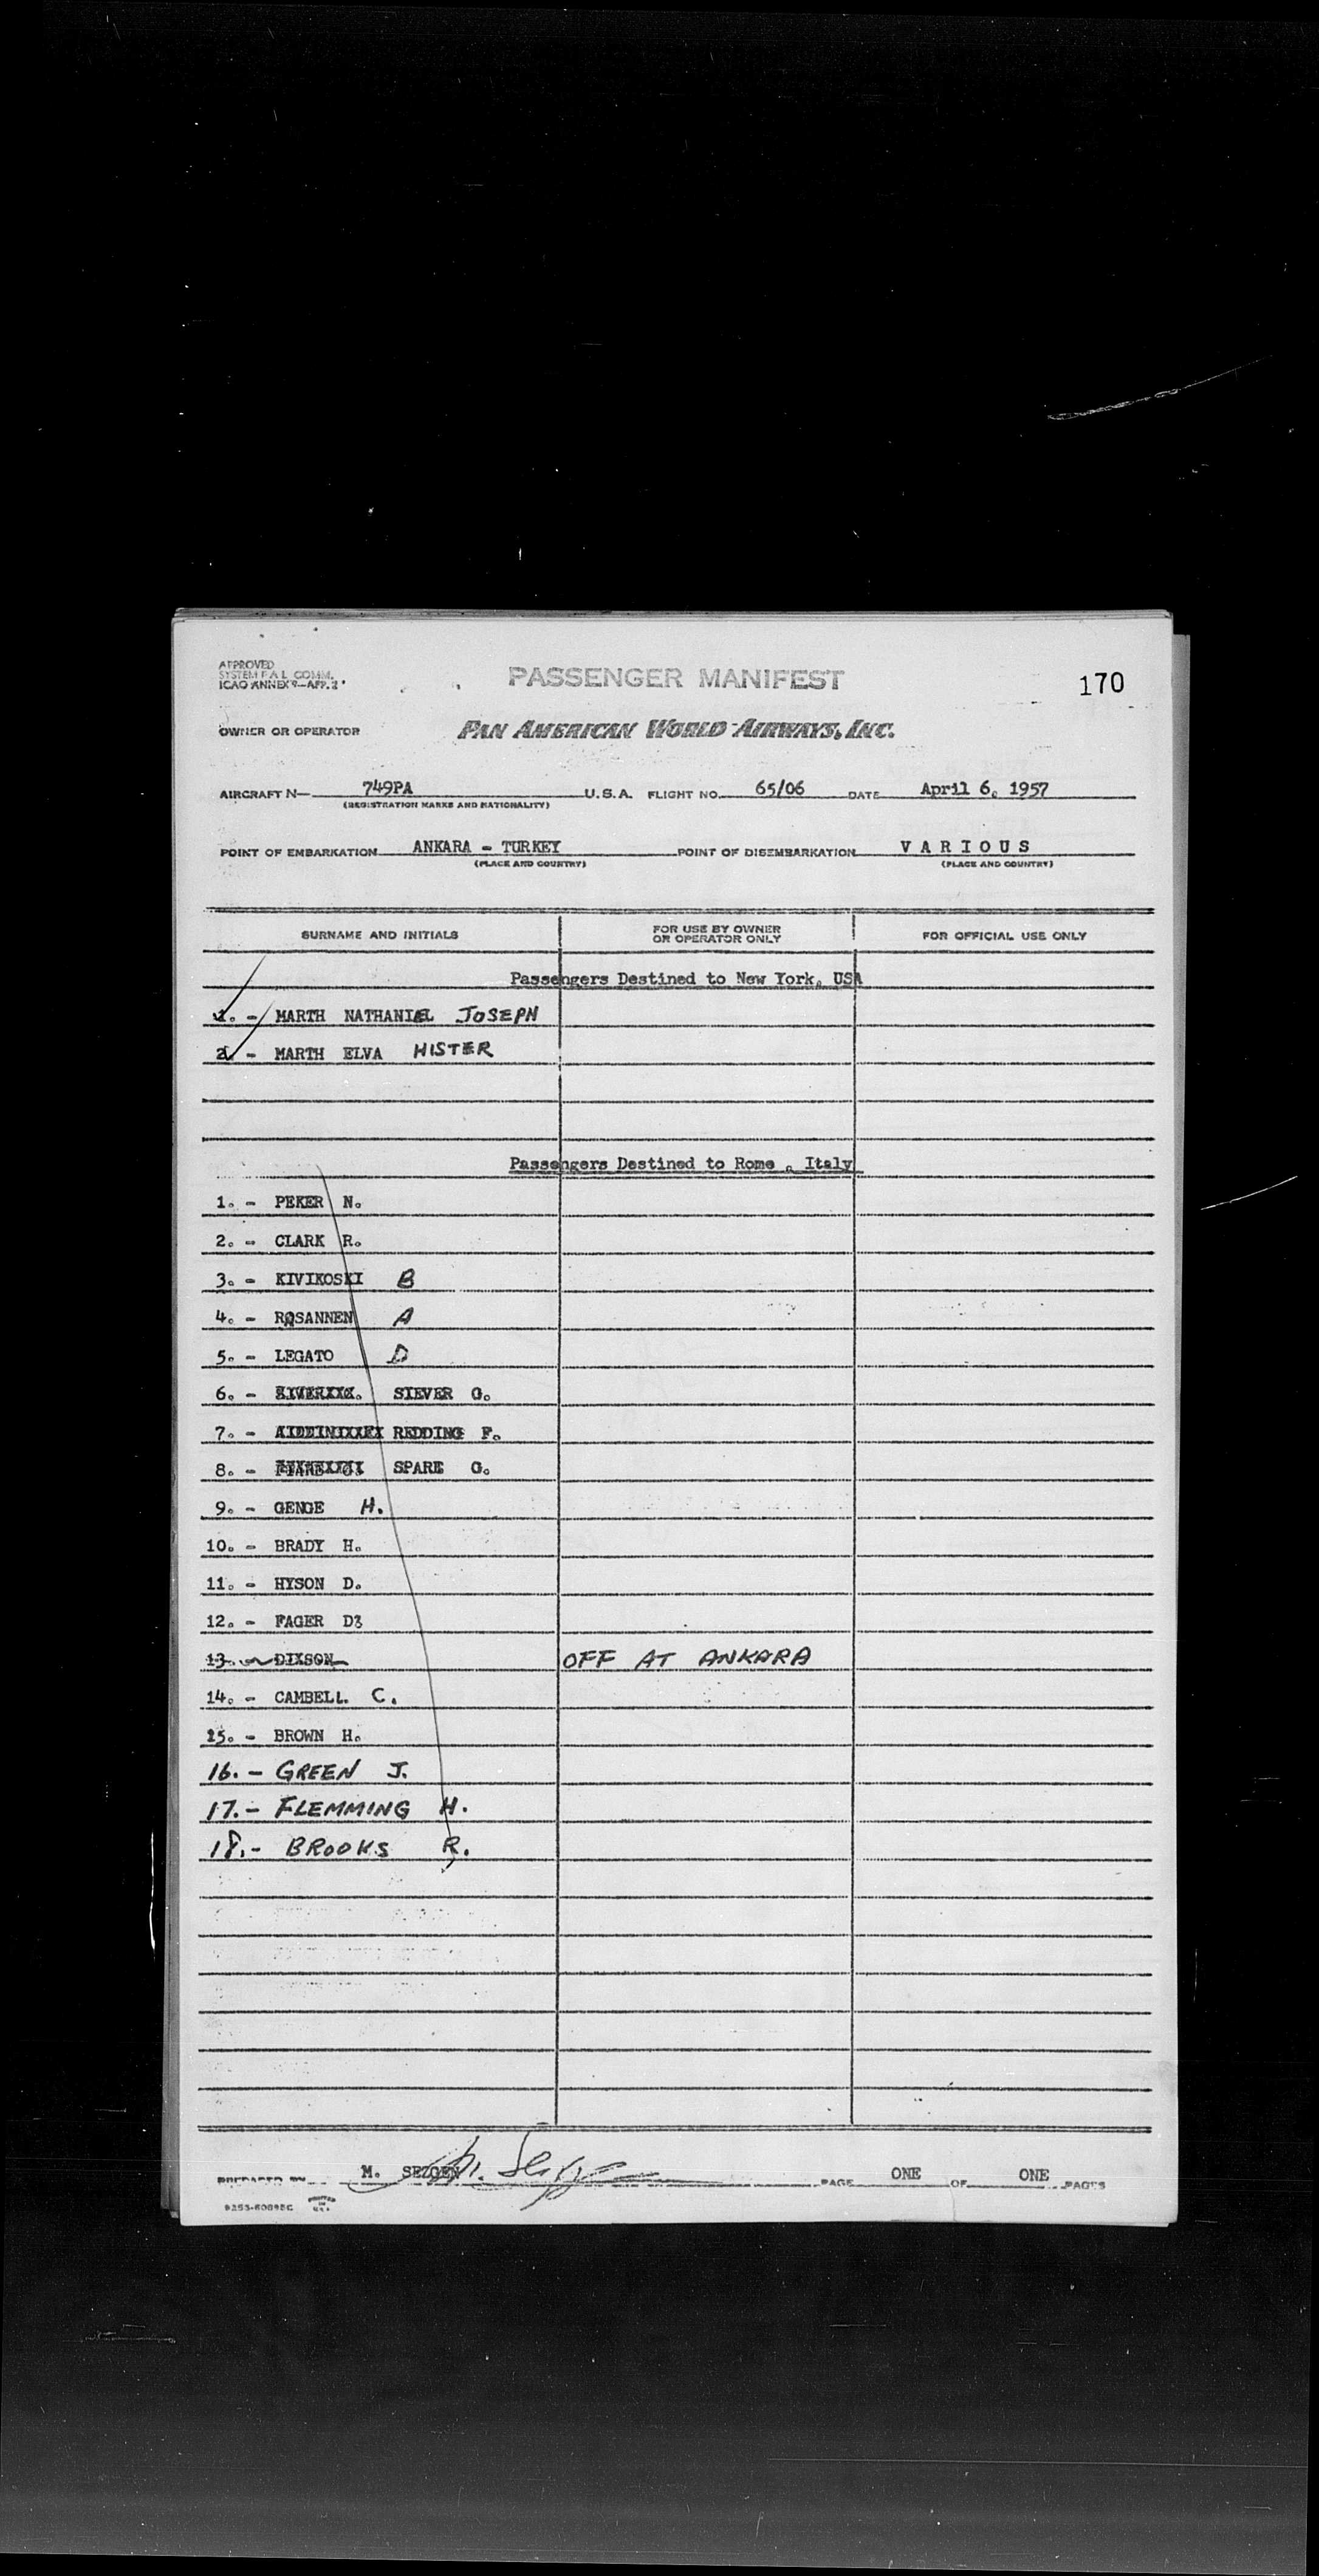 APPROVED
SYSTEM F A L COMM.
ICAO ANNEX 9—APP. 2
PASSENGER MANIFEST
170
OWNER OR OPERATOR
PAN AMERICAN WORLD AIRWAYS, INC.
AIRCRAFT N— 749PA U.S.A. FLIGHT NO. 65/06 DATE April 6, 1957
(REGISTRATION MARKS AND NATIONALITY)
POINT OF EMBARKATION ANKARA - TURKEY POINT OF DISEMBARKATION VARIOUS
(PLACE AND COUNTRY) (PLACE AND COUNTRY)
SURNAME AND INITIALS
FOR USE BY OWNER
OR OPERATOR ONLY
FOR OFFICIAL USE ONLY
Passengers Destined to New York, USA
1. - MARTH NATHANIEL JOSEPH
2. - MARTH ELVA HISTER
Passengers Destined to Rome , Italy
1. - PEKER N.
2. - CLARK R.
3. - KIVIKOSKI B
4. - ROSANNEN A
5. - LEGATO D
6. - SIEVER G.
7. - REDDING F.
8. - SPARE G.
9. - GENGE H.
10. - BRADY H.
11. - HYSON D.
12. - FAGER D3
13. - DIXSON OFF AT ANKARA
14. - CAMBELL. C.
15. - BROWN H.
16. - GREEN J.
17. - FLEMMING H.
18. - BROOKS R.
PREPARED BY M. SEZGEN M. Sezgen PAGE ONE OF ONE PAGES
PRINTED
IN
U.S.A.